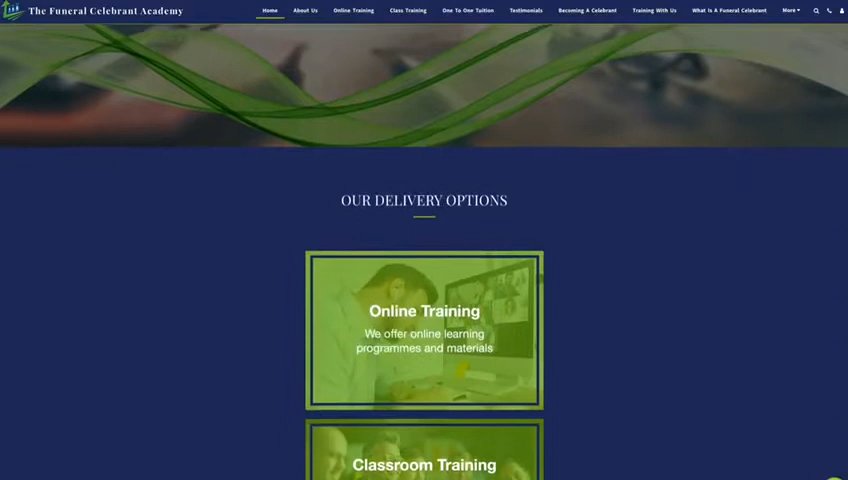 The Funeral Celebrant Academy
Home About Us Online Training Class Training One To One Tuition Testimonials Becoming A Celebrant Training With Us What Is A Funeral Celebrant More
OUR DELIVERY OPTIONS
Online Training
We offer online learning
programmes and materials
Classroom Training